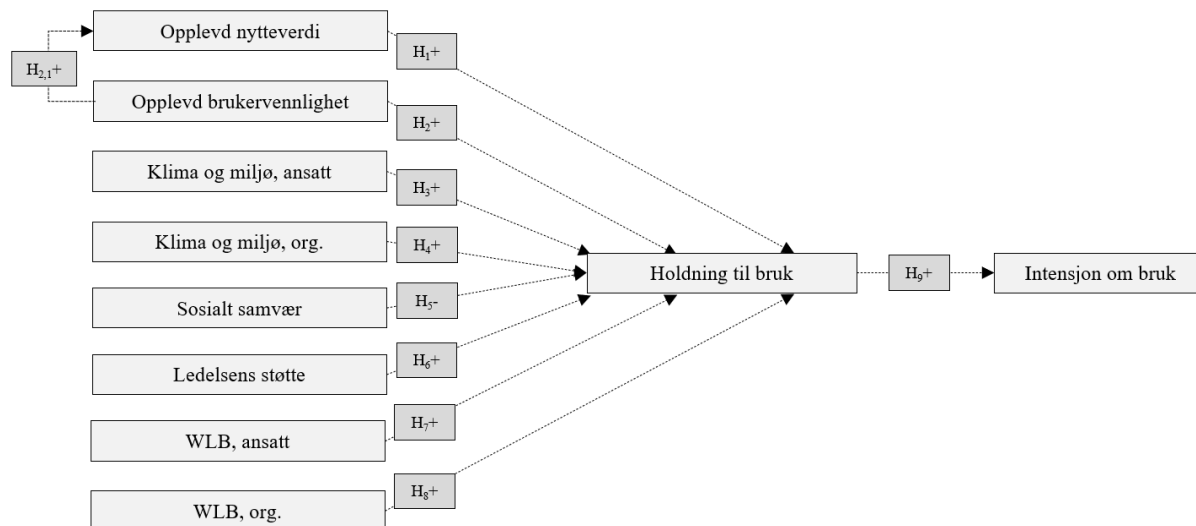 Opplevd nytteverdi
H₁+
H₂,₁+
Opplevd brukervennlighet
H₂+
Klima og miljø, ansatt
H₃+
Klima og miljø, org.
H₄+
Holdning til bruk
H₉+
Intensjon om bruk
Sosialt samvær
H₅-
Ledelsens støtte
H₆+
WLB, ansatt
H₇+
WLB, org.
H₈+